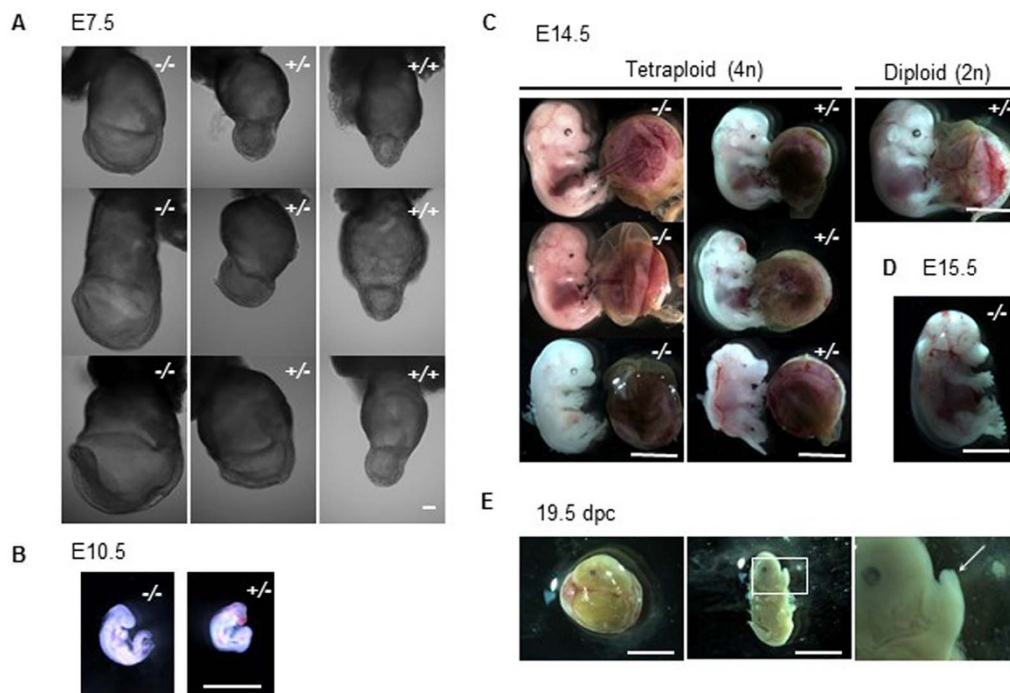 A E7.5
-/- +/- +/+
-/- +/- +/+
-/- +/- +/+
B E10.5
-/- +/-
C E14.5
Tetraploid (4n) Diploid (2n)
-/- +/- +/-
-/- +/-
-/- +/-
D E15.5
-/-
E 19.5 dpc